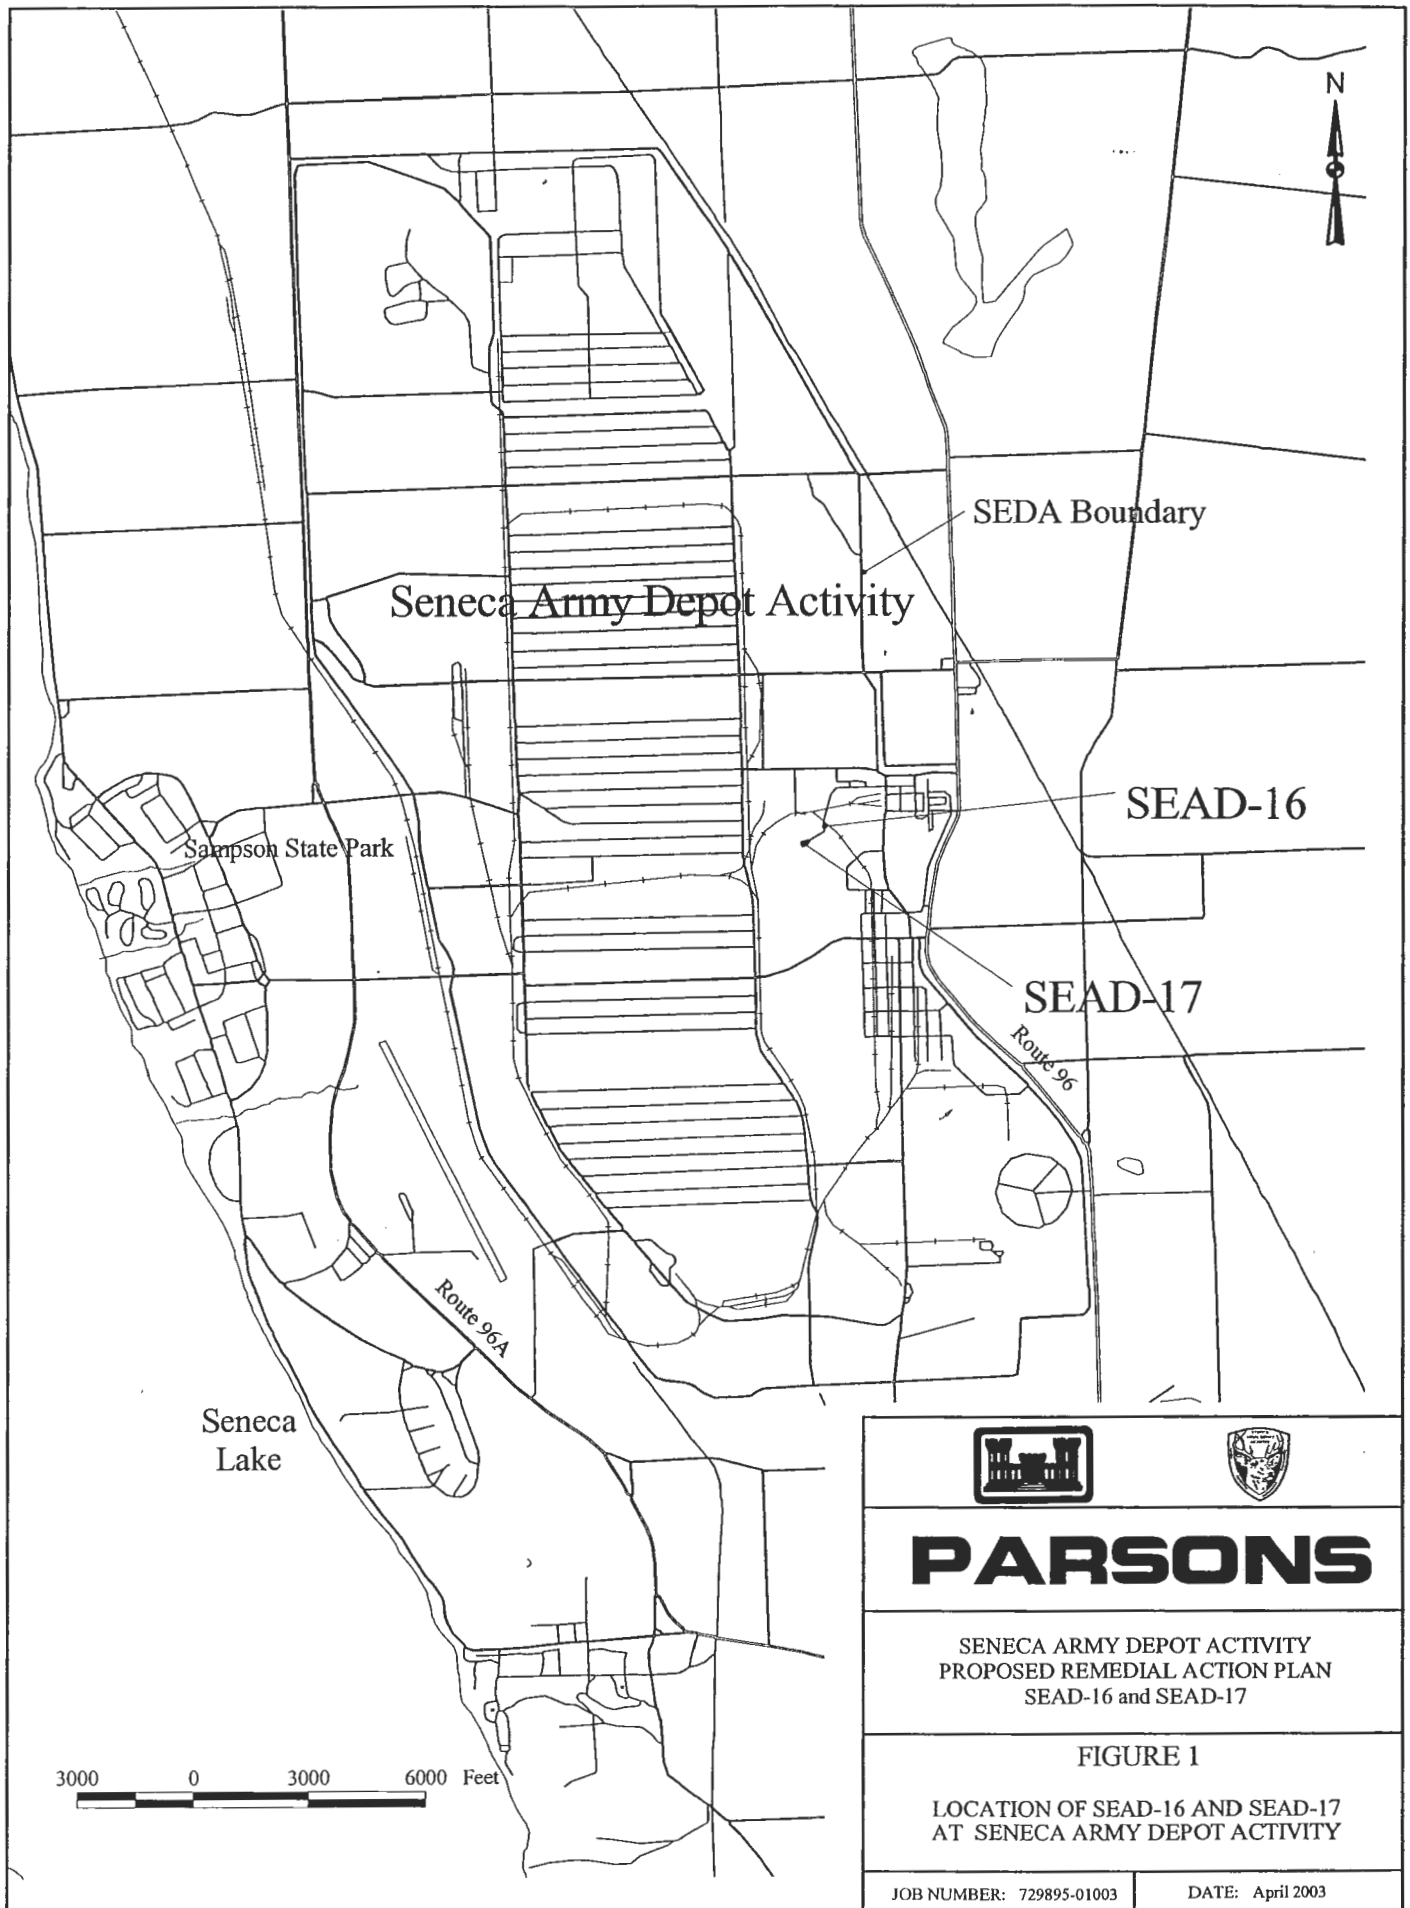 N
SEDA Boundary
Seneca Army Depot Activity
SEAD-16
Sampson State Park
SEAD-17
Route 96
Route 96A
Seneca
Lake
3000 0 3000 6000 Feet
PARSONS
SENECA ARMY DEPOT ACTIVITY
PROPOSED REMEDIAL ACTION PLAN
SEAD-16 and SEAD-17
FIGURE 1
LOCATION OF SEAD-16 AND SEAD-17
AT SENECA ARMY DEPOT ACTIVITY
JOB NUMBER: 729895-01003
DATE: April 2003